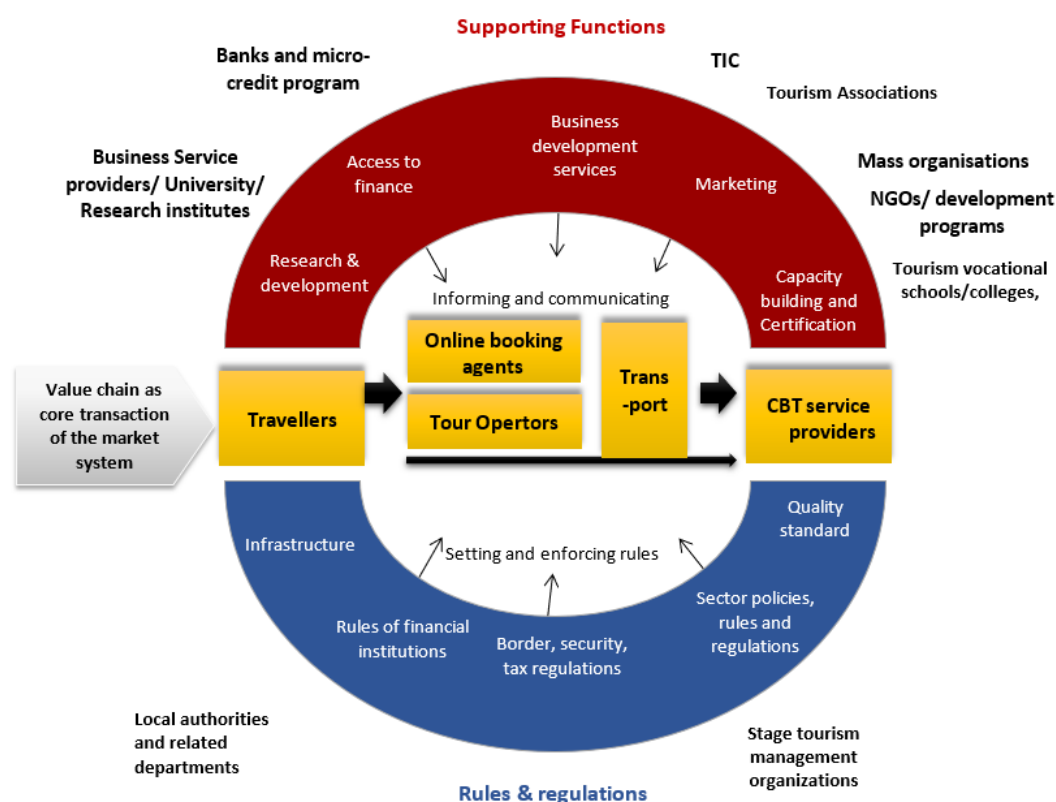 Supporting Functions
Banks and micro-
credit program
TIC
Tourism Associations
Business Service
providers/ University/
Research institutes
Mass organisations
NGOs/ development
programs
Tourism vocational
schools/colleges,
Research &
development
Access to
finance
Business
development
services
Marketing
Capacity
building and
Certification
Informing and communicating
Value chain as
core transaction
of the market
system
Travellers
Online booking
agents
Tour Opertors
Trans
-port
CBT service
providers
Setting and enforcing rules
Infrastructure
Rules of financial
institutions
Border, security,
tax regulations
Sector policies,
rules and
regulations
Quality
standard
Local authorities
and related
departments
Stage tourism
management
organizations
Rules & regulations